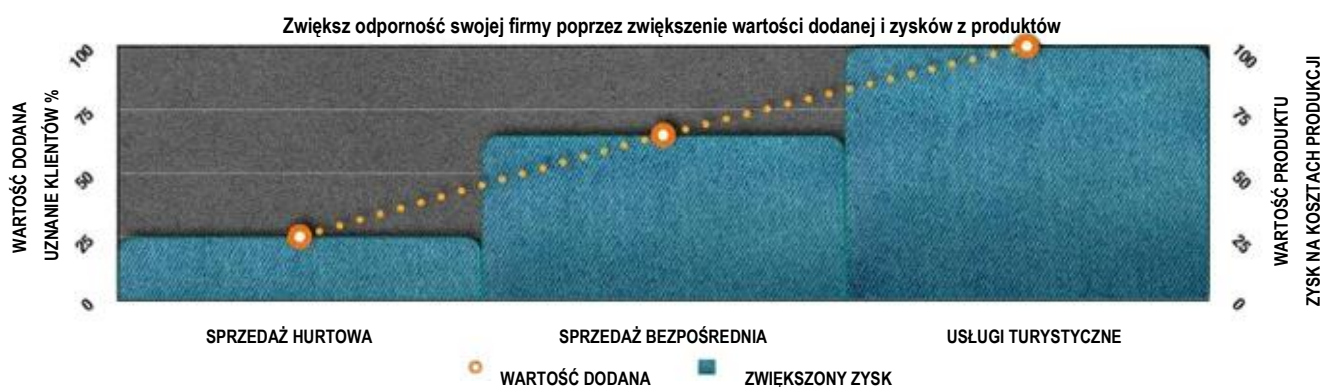 Zwiększ odporność swojej firmy poprzez zwiększenie wartości dodanej i zysków z produktów
WARTOŚĆ DODANA
UZNANIE KLIENTÓW %
100
75
50
25
0
100
75
50
25
0
WARTOŚĆ PRODUKTU
ZYSK NA KOSZTACH PRODUKCJI
SPRZEDAŻ HURTOWA
SPRZEDAŻ BEZPOŚREDNIA
USŁUGI TURYSTYCZNE
WARTOŚĆ DODANA
ZWIĘKSZONY ZYSK